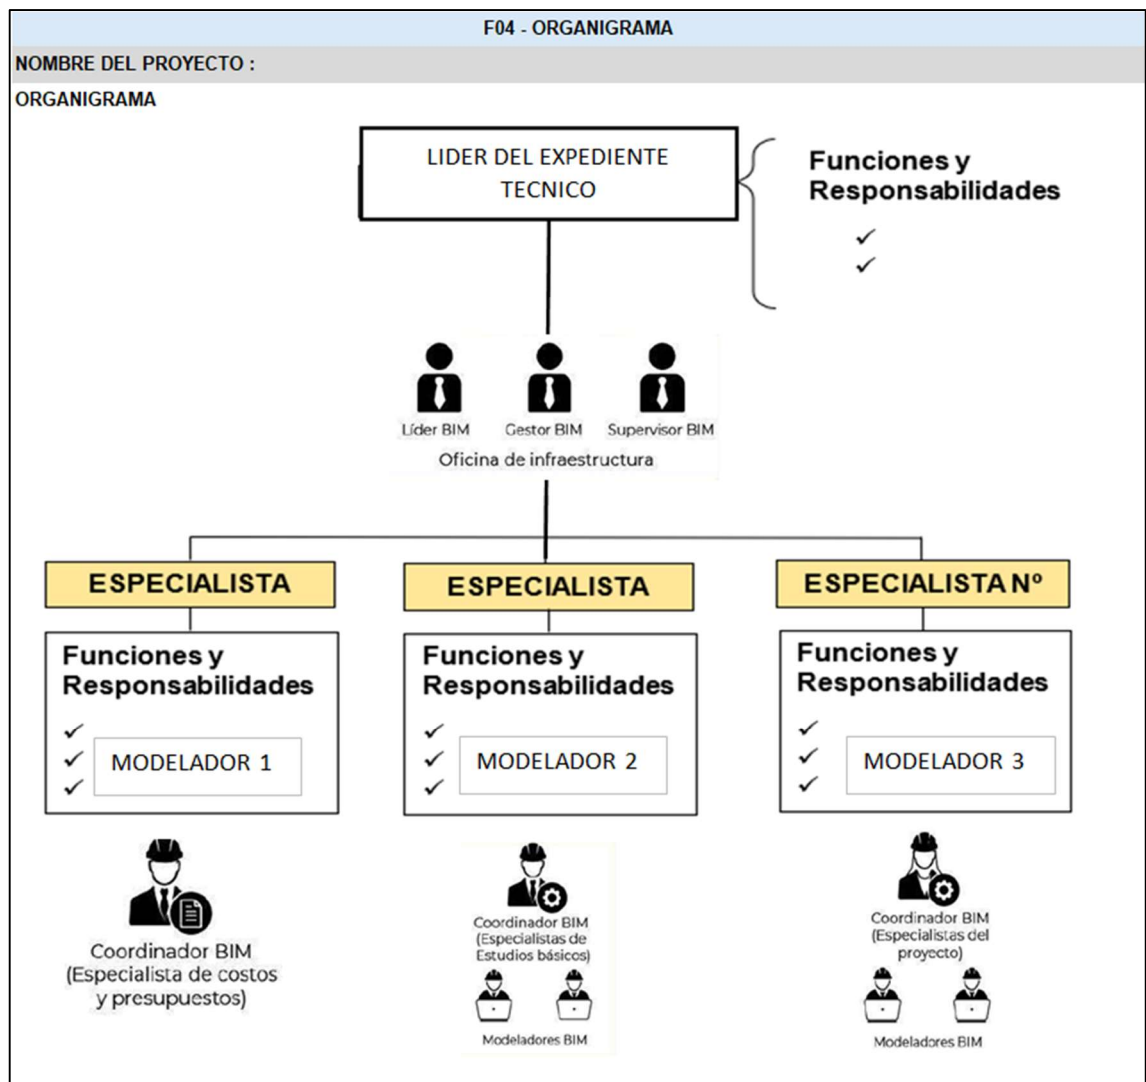 F04 - ORGANIGRAMA
NOMBRE DEL PROYECTO :
ORGANIGRAMA
LIDER DEL EXPEDIENTE
TECNICO
Funciones y
Responsabilidades
Líder BIM
Gestor BIM
Supervisor BIM
Oficina de infraestructura
ESPECIALISTA
ESPECIALISTA
ESPECIALISTA Nº
Funciones y
Responsabilidades
MODELADOR 1
Funciones y
Responsabilidades
MODELADOR 2
Funciones y
Responsabilidades
MODELADOR 3
Coordinador BIM
(Especialista de costos
y presupuestos)
Coordinador BIM
(Especialistas de
Estudios básicos)
Modeladores BIM
Coordinador BIM
(Especialistas del
proyecto)
Modeladores BIM